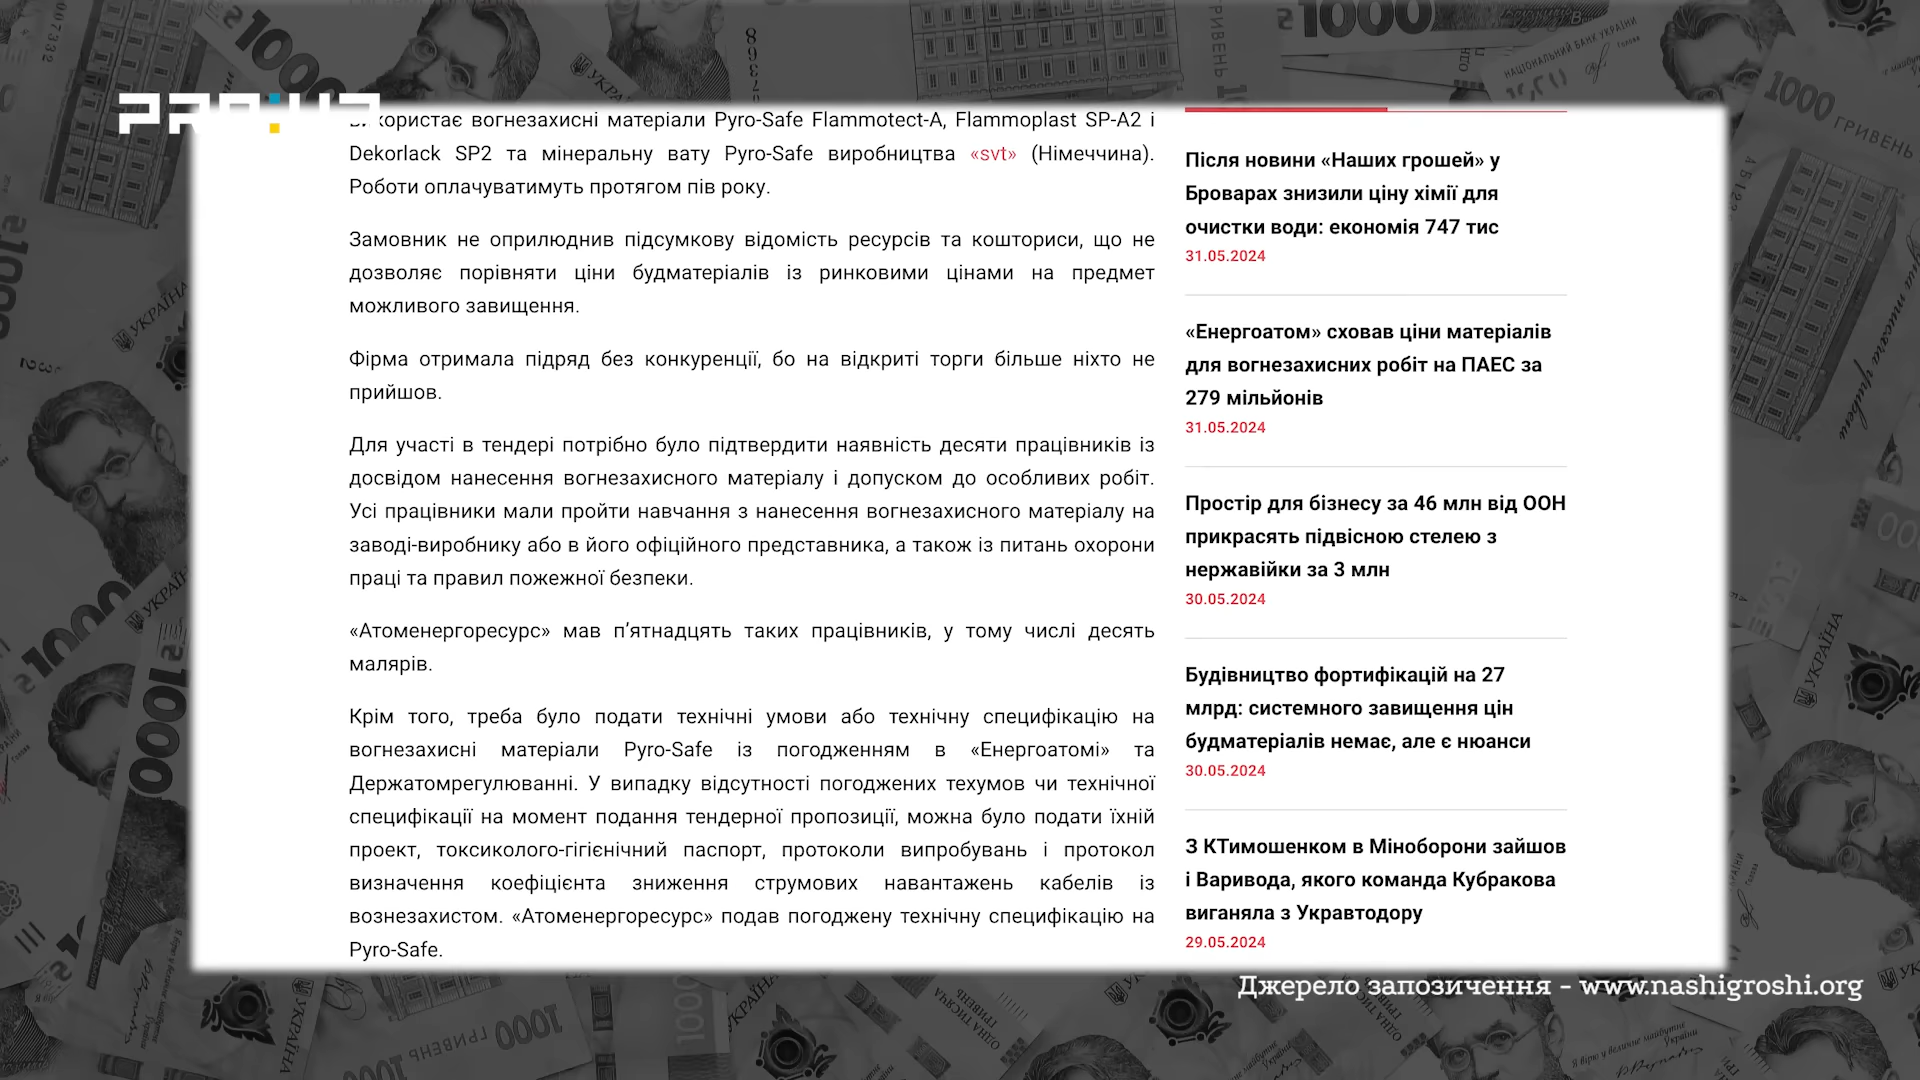 PRO:UA
використає вогнезахисні матеріали Pyro-Safe Flammotect-A, Flammoplast SP-A2 і
Dekorlack SP2 та мінеральну вату Pyro-Safe виробництва «svt» (Німеччина).
Роботи оплачуватимуть протягом пів року.
Замовник не оприлюднив підсумкову відомість ресурсів та кошториси, що не
дозволяє порівняти ціни будматеріалів із ринковими цінами на предмет
можливого завищення.
Фірма отримала підряд без конкуренції, бо на відкриті торги більше ніхто не
прийшов.
Для участі в тендері потрібно було підтвердити наявність десяти працівників із
досвідом нанесення вогнезахисного матеріалу і допуском до особливих робіт.
Усі працівники мали пройти навчання з нанесення вогнезахисного матеріалу на
заводі-виробнику або в його офіційного представника, а також із питань охорони
праці та правил пожежної безпеки.
«Атоменергоресурс» мав п’ятнадцять таких працівників, у тому числі десять
малярів.
Крім того, треба було подати технічні умови або технічну специфікацію на
вогнезахисні матеріали Pyro-Safe із погодженням в «Енергоатомі» та
Держатомрегулюванні. У випадку відсутності погоджених техумов чи технічної
специфікації на момент подання тендерної пропозиції, можна було подати їхній
проект, токсиколого-гігієнічний паспорт, протоколи випробувань і протокол
визначення коефіцієнта зниження струмових навантажень кабелів із
вознезахистом. «Атоменергоресурс» подав погоджену технічну специфікацію на
Pyro-Safe.
Після новини «Наших грошей» у
Броварах знизили ціну хімії для
очистки води: економія 747 тис
31.05.2024
«Енергоатом» сховав ціни матеріалів
для вогнезахисних робіт на ПАЕС за
279 мільйонів
31.05.2024
Простір для бізнесу за 46 млн від ООН
прикрасять підвісною стелею з
нержавійки за 3 млн
30.05.2024
Будівництво фортифікацій на 27
млрд: системного завищення цін
будматеріалів немає, але є нюанси
30.05.2024
З КТимошенком в Міноборони зайшов
і Варивода, якого команда Кубракова
виганяла з Укравтодору
29.05.2024
Джерело запозичення - www.nashigroshi.org